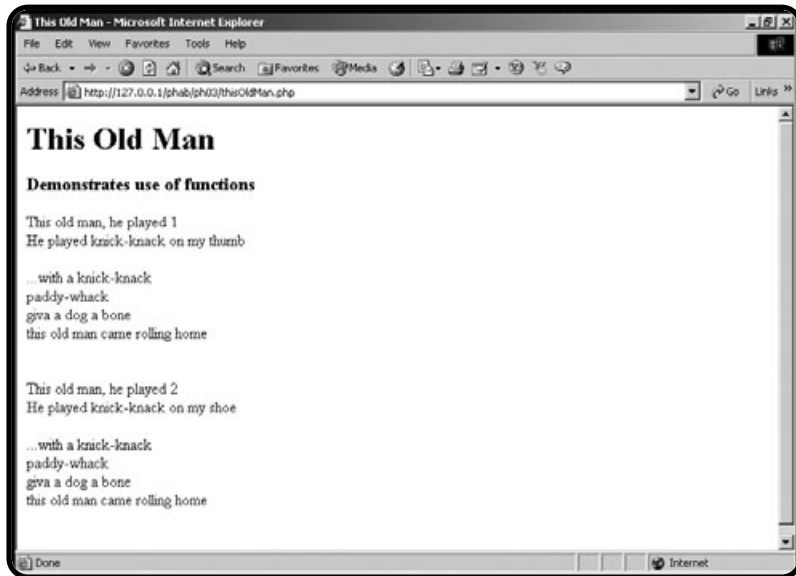 This Old Man - Microsoft Internet Explorer
File Edit View Favorites Tools Help
Back Search Favorites Media
Address http://127.0.0.1/phab/ph03/thisOldMan.php Go Links »
This Old Man
Demonstrates use of functions
This old man, he played 1
He played knick-knack on my thumb
...with a knick-knack
paddy-whack
giva a dog a bone
this old man came rolling home
This old man, he played 2
He played knick-knack on my shoe
...with a knick-knack
paddy-whack
giva a dog a bone
this old man came rolling home
Done Internet